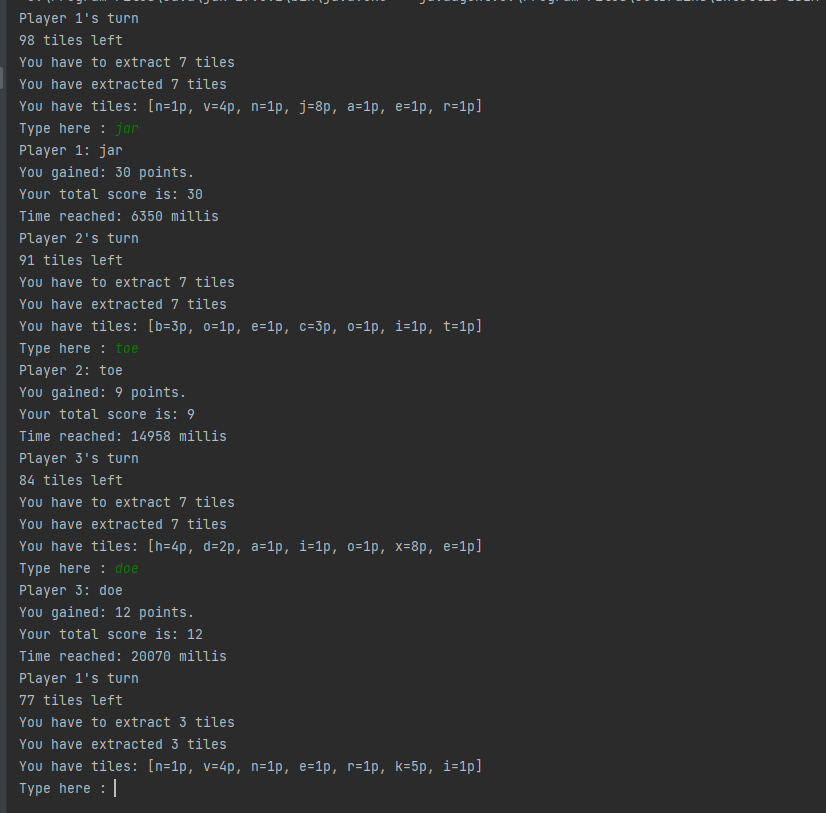 Player 1's turn
98 tiles left
You have to extract 7 tiles
You have extracted 7 tiles
You have tiles: [n=1p, v=4p, n=1p, j=8p, a=1p, e=1p, r=1p]
Type here : jar
Player 1: jar
You gained: 30 points.
Your total score is: 30
Time reached: 6350 millis
Player 2's turn
91 tiles left
You have to extract 7 tiles
You have extracted 7 tiles
You have tiles: [b=3p, o=1p, e=1p, c=3p, o=1p, i=1p, t=1p]
Type here : toe
Player 2: toe
You gained: 9 points.
Your total score is: 9
Time reached: 14958 millis
Player 3's turn
84 tiles left
You have to extract 7 tiles
You have extracted 7 tiles
You have tiles: [h=4p, d=2p, a=1p, i=1p, o=1p, x=8p, e=1p]
Type here : doe
Player 3: doe
You gained: 12 points.
Your total score is: 12
Time reached: 20070 millis
Player 1's turn
77 tiles left
You have to extract 3 tiles
You have extracted 3 tiles
You have tiles: [n=1p, v=4p, n=1p, e=1p, r=1p, k=5p, i=1p]
Type here :